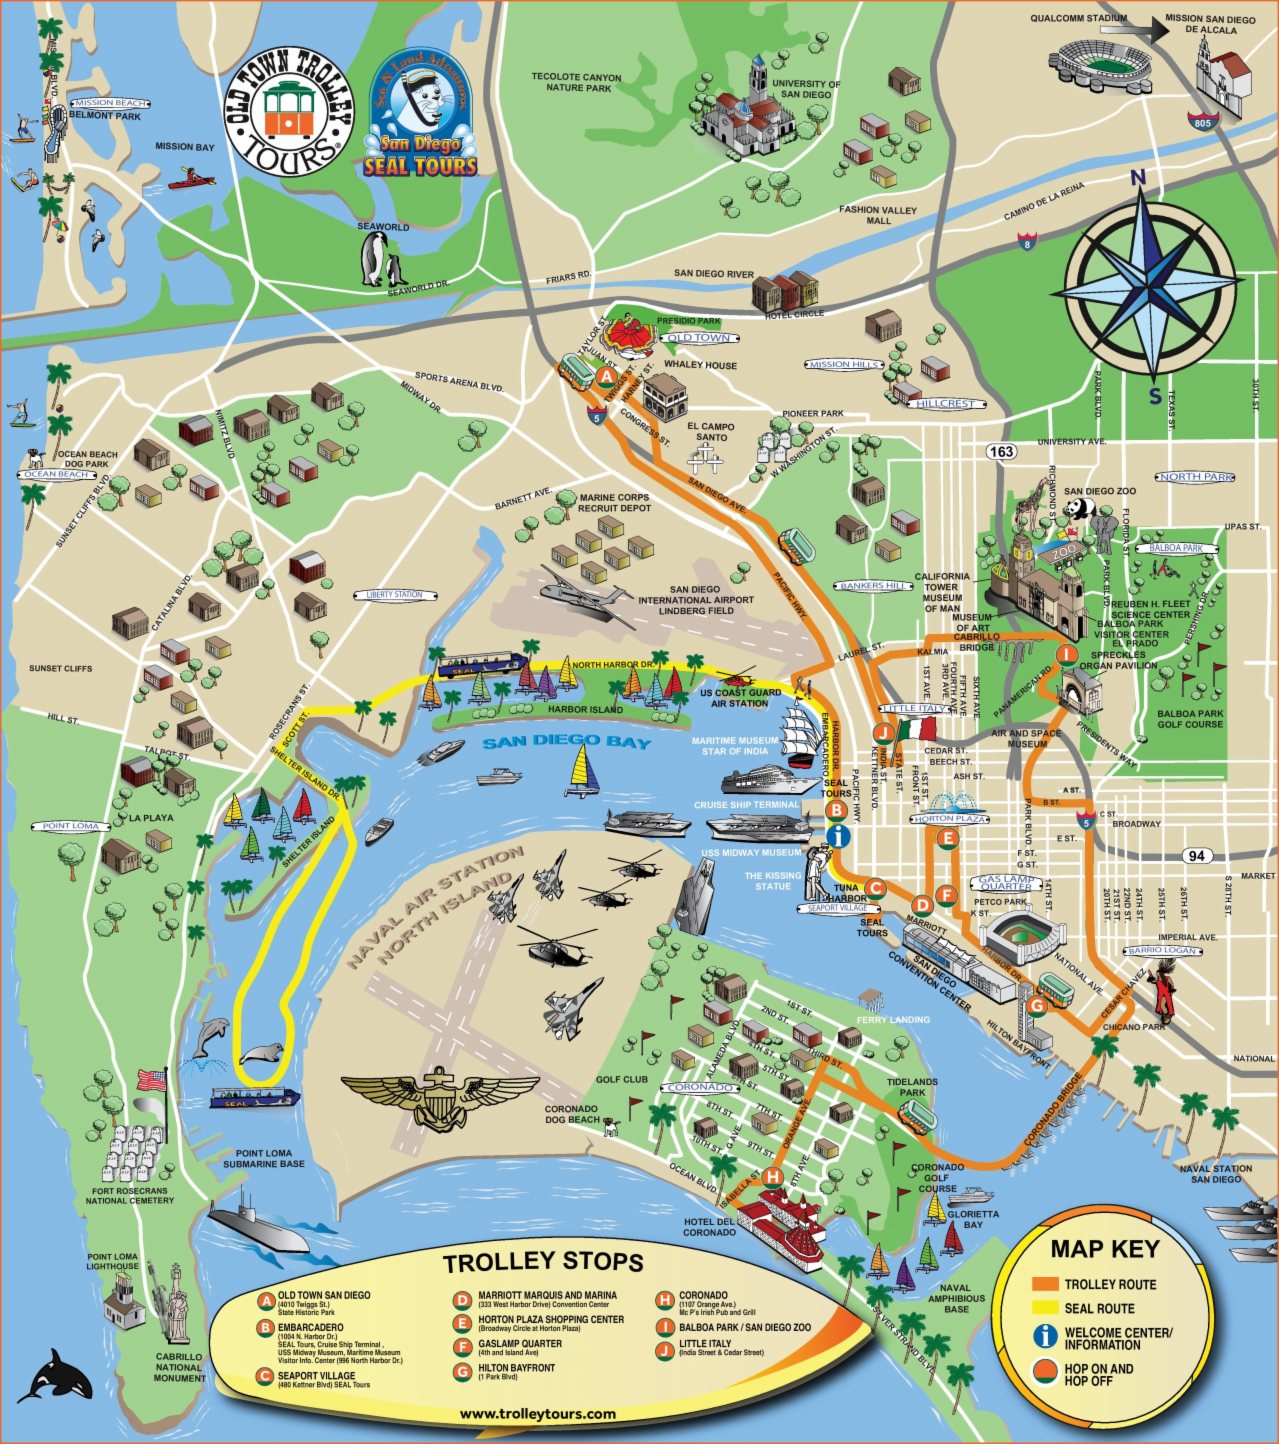 QUALCOMM STADIUM
MISSION SAN DIEGO
DE ALCALA
805
MISSION BLVD.
MISSION BEACH
BELMONT PARK
MISSION BAY
OLD TOWN TROLLEY
TOURS
Sea & Land Adventures
San Diego
SEAL TOURS
TECOLOTE CANYON
NATURE PARK
UNIVERSITY OF
SAN DIEGO
FASHION VALLEY
MALL
CAMINO DE LA REINA
8
N
S
SEAWORLD
SEAWORLD DR.
FRIARS RD.
SAN DIEGO RIVER
HOTEL CIRCLE
TAYLOR ST.
JUAN ST.
PRESIDIO PARK
OLD TOWN
WHALEY HOUSE
A
TWIGGS ST.
HARNEY ST.
5
CONGRESS ST.
MISSION HILLS
HILLCREST
PIONEER PARK
EL CAMPO
SANTO
W WASHINGTON ST.
SAN DIEGO AVE.
SPORTS ARENA BLVD.
MIDWAY DR.
NIMITZ BLVD
OCEAN BEACH
DOG PARK
OCEAN BEACH
SUNSET CLIFFS BLVD.
BARNETT AVE.
MARINE CORPS
RECRUIT DEPOT
PARK BLVD.
TEXAS ST.
30TH ST.
UNIVERSITY AVE.
163
NORTH PARK
RICHMOND ST.
SAN DIEGO ZOO
ZOO
FLORIDA ST.
UPAS ST.
BALBOA PARK
PARK BLVD.
PERSHING DR.
BANKERS HILL
CALIFORNIA
TOWER
MUSEUM
OF MAN
MUSEUM
OF ART
CABRILLO
BRIDGE
REUBEN H. FLEET
SCIENCE CENTER
BALBOA PARK
VISITOR CENTER
EL PRADO
SPRECKLES
ORGAN PAVILION
I
PANAMERICAN RD.
BALBOA PARK
GOLF COURSE
PRESIDENTS WAY
AIR AND SPACE
MUSEUM
CATALINA BLVD.
LIBERTY STATION
SAN DIEGO
INTERNATIONAL AIRPORT
LINDBERG FIELD
PACIFIC HWY.
LAUREL ST.
KALMIA
1ST AVE.
3RD AVE.
FOURTH AVE
FIFTH AVE
SIXTH AVE.
LITTLE ITALY
J
INDIA ST.
KETTNER BLVD.
STATE ST.
FRONT ST.
1ST ST.
CEDAR ST.
BEECH ST.
ASH ST.
A ST.
B ST.
C ST.
BROADWAY
E ST.
F ST.
G ST.
5
94
MARKET
SUNSET CLIFFS
HILL ST.
TALBOT ST.
ROSECRANS ST.
SCOTT ST.
SHELTER ISLAND DR.
SHELTER ISLAND
LA PLAYA
POINT LOMA
SEAL
NORTH HARBOR DR.
HARBOR ISLAND
US COAST GUARD
AIR STATION
SAN DIEGO BAY
MARITIME MUSEUM
STAR OF INDIA
EMBARCADERO
HARBOR DR.
PACIFIC HWY.
CRUISE SHIP TERMINAL
SEAL
TOURS
B
i
USS MIDWAY MUSEUM
THE KISSING
STATUE
SEAPORT VILLAGE
TUNA
HARBOR
C
SEAL
TOURS
HORTON PLAZA
E
D
F
MARRIOTT
GAS LAMP
QUARTER
PETCO PARK
K ST.
PARK BLVD.
14TH ST.
20TH ST.
21ST ST.
22ND ST.
24TH ST.
25TH ST.
26TH ST.
S 28TH ST.
IMPERIAL AVE.
BARRIO LOGAN
NATIONAL AVE.
HARBOR DR.
SAN DIEGO
CONVENTION CENTER
G
HILTON BAYFRONT
CESAR CHAVEZ
CHICANO PARK
NATIONAL
NAVAL AIR STATION
NORTH ISLAND
FERRY LANDING
1ST ST.
2ND ST.
THIRD ST.
4TH ST.
5TH ST.
6TH ST.
7TH ST.
8TH ST.
9TH ST.
10TH ST.
ALAMEDA BLVD
G AVE.
ORANGE AVE.
8TH AVE.
CORONADO
GOLF CLUB
CORONADO
DOG BEACH
OCEAN BLVD.
ISABELLA ST.
H
HOTEL DEL
CORONADO
TIDELANDS
PARK
CORONADO BRIDGE
CORONADO
GOLF
COURSE
GLORIETTA
BAY
NAVAL
AMPHIBIOUS
BASE
SILVER STRAND BLVD.
NAVAL STATION
SAN DIEGO
SEAL
POINT LOMA
SUBMARINE BASE
FORT ROSECRANS
NATIONAL CEMETERY
POINT LOMA
LIGHTHOUSE
CABRILLO
NATIONAL
MONUMENT
TROLLEY STOPS
A OLD TOWN SAN DIEGO
(4010 Twiggs St.)
State Historic Park
B EMBARCADERO
(1004 N. Harbor Dr.)
SEAL Tours, Cruise Ship Terminal ,
USS Midway Museum, Maritime Museum
Visitor Info. Center (996 North Harbor Dr.)
C SEAPORT VILLAGE
(480 Kettner Blvd) SEAL Tours
D MARRIOTT MARQUIS AND MARINA
(333 West Harbor Drive) Convention Center
E HORTON PLAZA SHOPPING CENTER
(Broadway Circle at Horton Plaza)
F GASLAMP QUARTER
(4th and Island Ave)
G HILTON BAYFRONT
(1 Park Blvd)
H CORONADO
(1107 Orange Ave.)
Mc P's Irish Pub and Grill
I BALBOA PARK / SAN DIEGO ZOO
J LITTLE ITALY
(India Street & Cedar Street)
www.trolleytours.com
MAP KEY
TROLLEY ROUTE
SEAL ROUTE
i WELCOME CENTER/
INFORMATION
HOP ON AND
HOP OFF